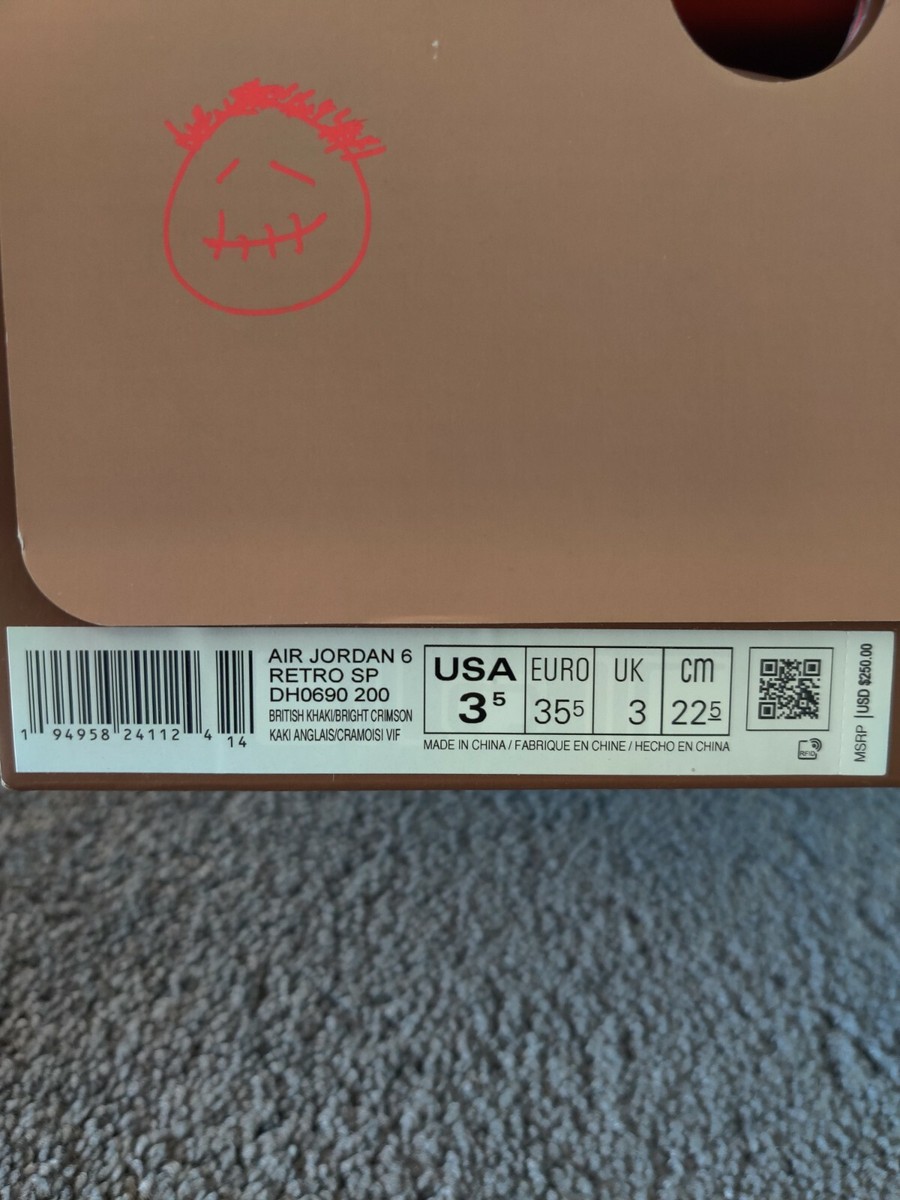 1 94958 24112 4 14
AIR JORDAN 6
RETRO SP
DH0690 200
BRITISH KHAKI/BRIGHT CRIMSON
KAKI ANGLAIS/CRAMOISI VIF
USA
3 5
EURO
35 5
UK
3
cm
22 5
MADE IN CHINA / FABRIQUE EN CHINE / HECHO EN CHINA
RFID
MSRP | USD $250.00